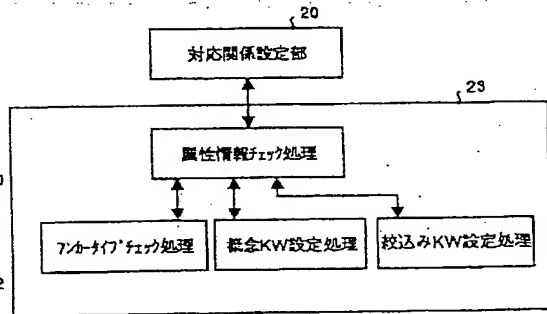 20
対応関係設定部
23
属性情報チェック処理
アンカータイプチェック処理
概念KW設定処理
絞込みKW設定処理